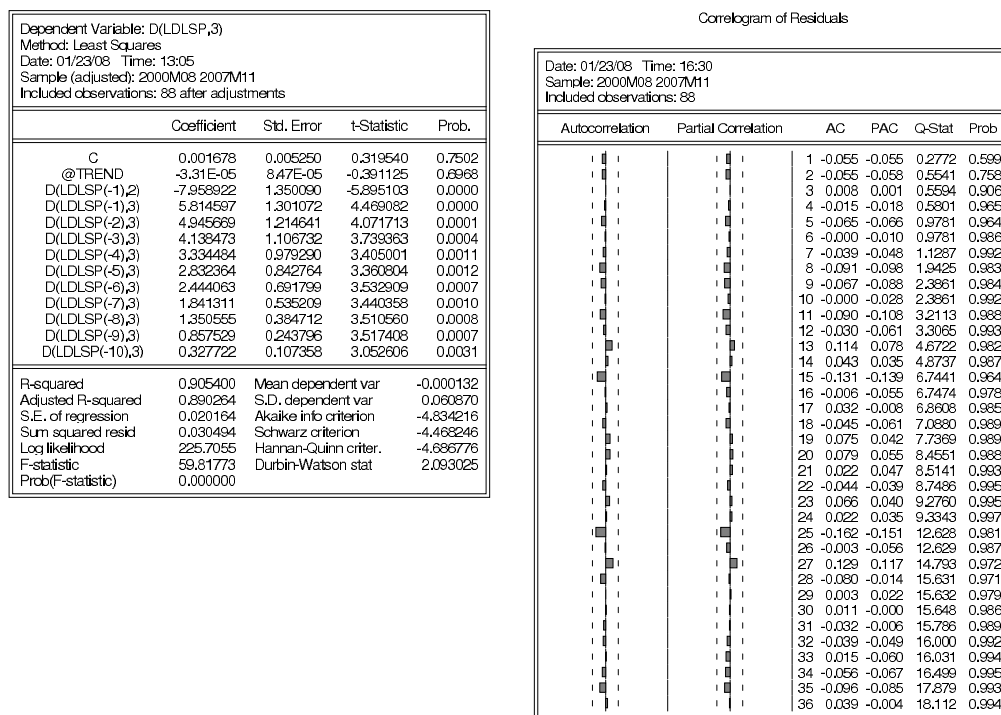 Dependent Variable: D(LDLSP,3)
Method: Least Squares
Date: 01/23/08 Time: 13:05
Sample (adjusted): 2000M08 2007M11
Included observations: 88 after adjustments
Coefficient Std. Error t-Statistic Prob.
C 0.001678 0.005250 0.319540 0.7502
@TREND -3.31E-05 8.47E-05 -0.391125 0.6968
D(LDLSP(-1),2) -7.958922 1.350090 -5.895103 0.0000
D(LDLSP(-1),3) 5.814597 1.301072 4.469082 0.0000
D(LDLSP(-2),3) 4.945669 1.214641 4.071713 0.0001
D(LDLSP(-3),3) 4.138473 1.106732 3.739363 0.0004
D(LDLSP(-4),3) 3.334484 0.979290 3.405001 0.0011
D(LDLSP(-5),3) 2.832364 0.842764 3.360804 0.0012
D(LDLSP(-6),3) 2.444063 0.691799 3.532909 0.0007
D(LDLSP(-7),3) 1.841311 0.535209 3.440358 0.0010
D(LDLSP(-8),3) 1.350555 0.384712 3.510560 0.0008
D(LDLSP(-9),3) 0.857529 0.243796 3.517408 0.0007
D(LDLSP(-10),3) 0.327722 0.107358 3.052606 0.0031
R-squared 0.905400 Mean dependent var -0.000132
Adjusted R-squared 0.890264 S.D. dependent var 0.060870
S.E. of regression 0.020164 Akaike info criterion -4.834216
Sum squared resid 0.030494 Schwarz criterion -4.468246
Log likelihood 225.7055 Hannan-Quinn criter. -4.686776
F-statistic 59.81773 Durbin-Watson stat 2.093025
Prob(F-statistic) 0.000000
Correlogram of Residuals
Date: 01/23/08 Time: 16:30
Sample: 2000M08 2007M11
Included observations: 88
Autocorrelation Partial Correlation AC PAC Q-Stat Prob
1 -0.055 -0.055 0.2772 0.599
2 -0.055 -0.058 0.5541 0.758
3 0.008 0.001 0.5594 0.906
4 -0.015 -0.018 0.5801 0.965
5 -0.065 -0.066 0.9781 0.964
6 -0.000 -0.010 0.9781 0.986
7 -0.039 -0.048 1.1287 0.992
8 -0.091 -0.098 1.9425 0.983
9 -0.067 -0.088 2.3861 0.984
10 -0.000 -0.028 2.3861 0.992
11 -0.090 -0.108 3.2113 0.988
12 -0.030 -0.061 3.3065 0.993
13 0.114 0.078 4.6722 0.982
14 0.043 0.035 4.8737 0.987
15 -0.131 -0.139 6.7441 0.964
16 -0.006 -0.055 6.7474 0.978
17 0.032 -0.008 6.8608 0.985
18 -0.045 -0.061 7.0880 0.989
19 0.075 0.042 7.7369 0.989
20 0.079 0.055 8.4551 0.988
21 0.022 0.047 8.5141 0.993
22 -0.044 -0.039 8.7486 0.995
23 0.066 0.040 9.2760 0.995
24 0.022 0.035 9.3343 0.997
25 -0.162 -0.151 12.628 0.981
26 -0.003 -0.056 12.629 0.987
27 0.129 0.117 14.793 0.972
28 -0.080 -0.014 15.631 0.971
29 0.003 0.022 15.632 0.979
30 0.011 -0.000 15.648 0.986
31 -0.032 -0.006 15.786 0.989
32 -0.039 -0.049 16.000 0.992
33 0.015 -0.060 16.031 0.994
34 -0.056 -0.067 16.499 0.995
35 -0.096 -0.085 17.879 0.993
36 0.039 -0.004 18.112 0.994